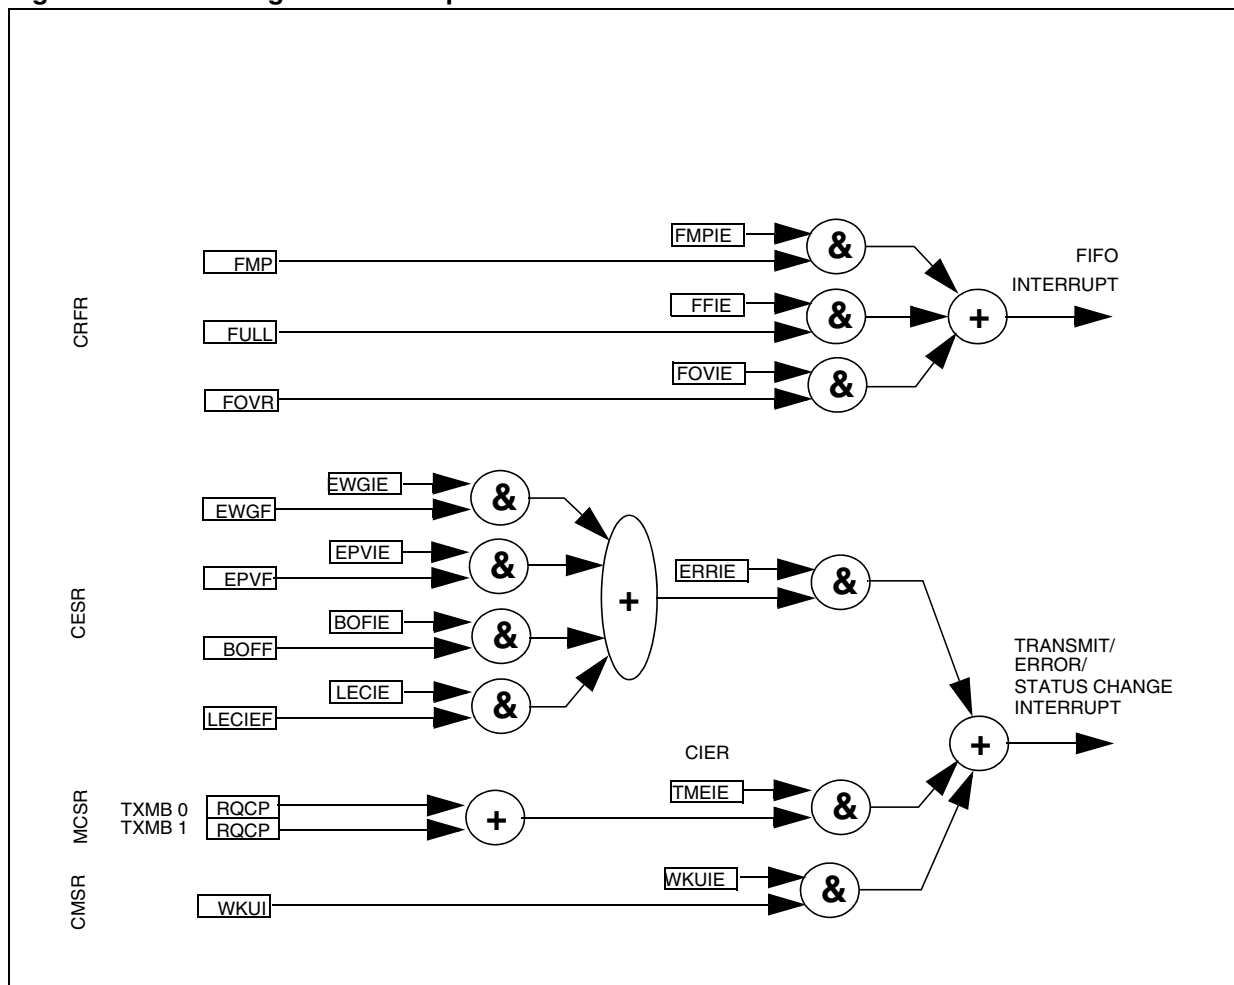 FMPIE
&
FMP
FIFO
INTERRUPT
CRFR
FFIE
&
+
FULL
FOVIE
&
FOVR
EWGIE
&
EWGF
EPVIE
&
ERRIE
&
EPVF
CESR
+
BOFIE
&
BOFF
TRANSMIT/
ERROR/
STATUS CHANGE
INTERRUPT
LECIE
&
LECIEF
+
CIER
MCSR
TMEIE
&
TXMB 0
RQCP
+
TXMB 1
RQCP
CMSR
WKUIE
&
WKUI